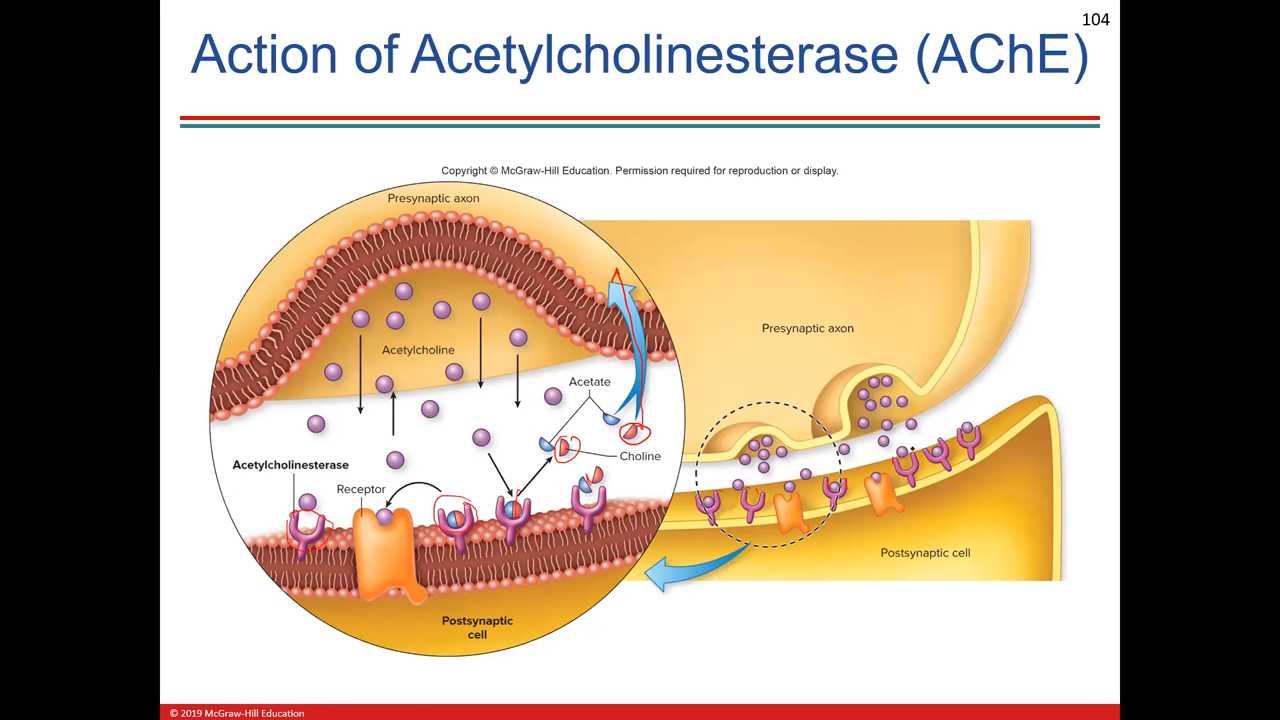 104
Action of Acetylcholinesterase (AChE)
Copyright © McGraw-Hill Education. Permission required for reproduction or display.
Presynaptic axon
Presynaptic axon
Acetylcholine
Acetate
Choline
Acetylcholinesterase
Receptor
Postsynaptic cell
Postsynaptic
cell
© 2019 McGraw-Hill Education